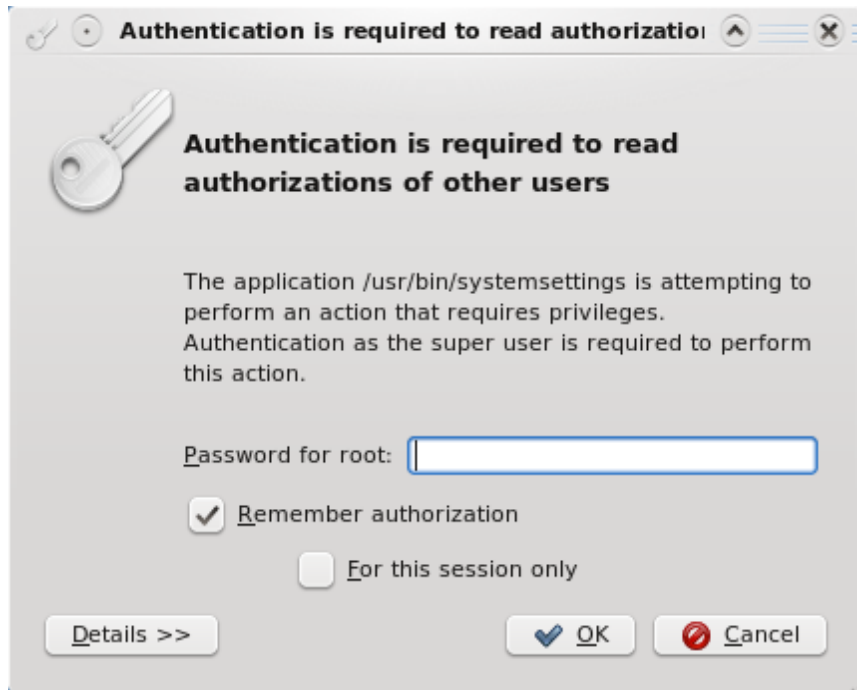 Authentication is required to read authorization
Authentication is required to read
authorizations of other users
The application /usr/bin/systemsettings is attempting to
perform an action that requires privileges.
Authentication as the super user is required to perform
this action.
Password for root:
Remember authorization
For this session only
Details >>
OK
Cancel